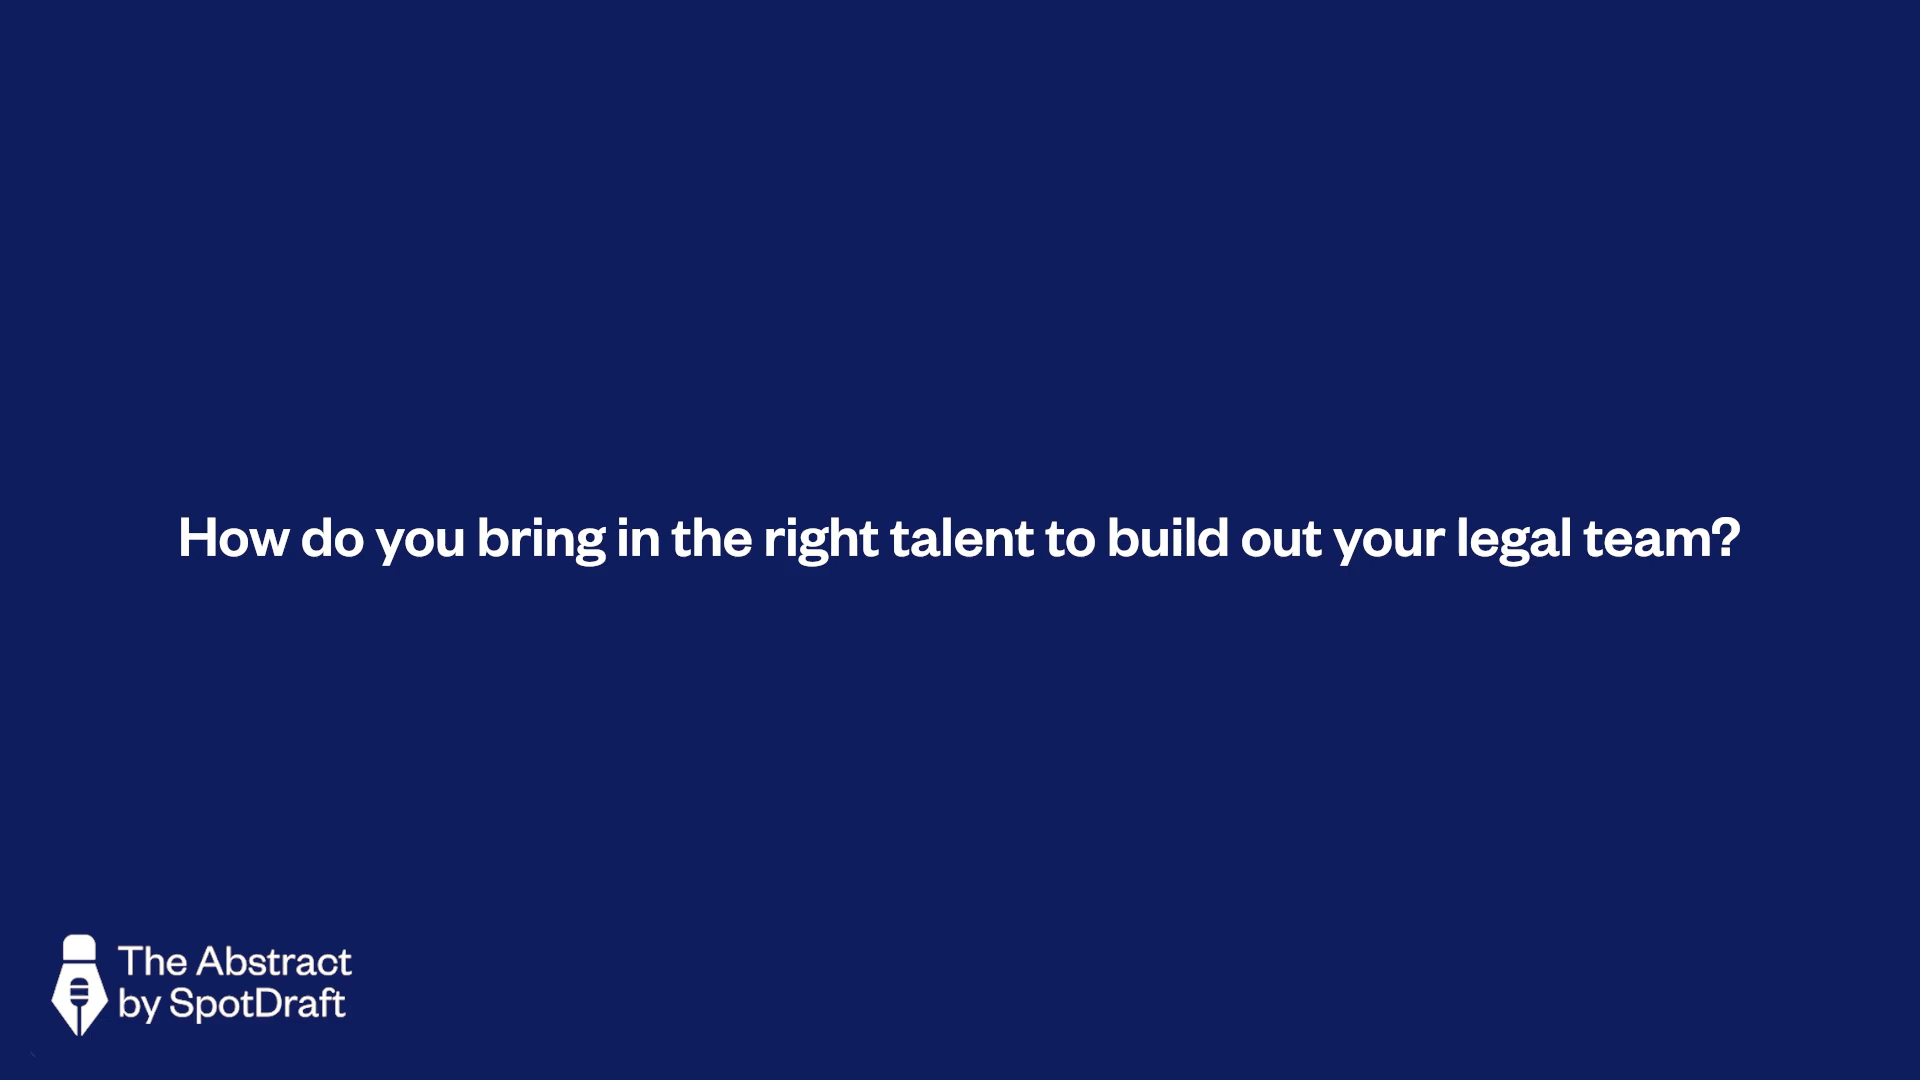 How do you bring in the right talent to build out your legal team?
The Abstract
by SpotDraft